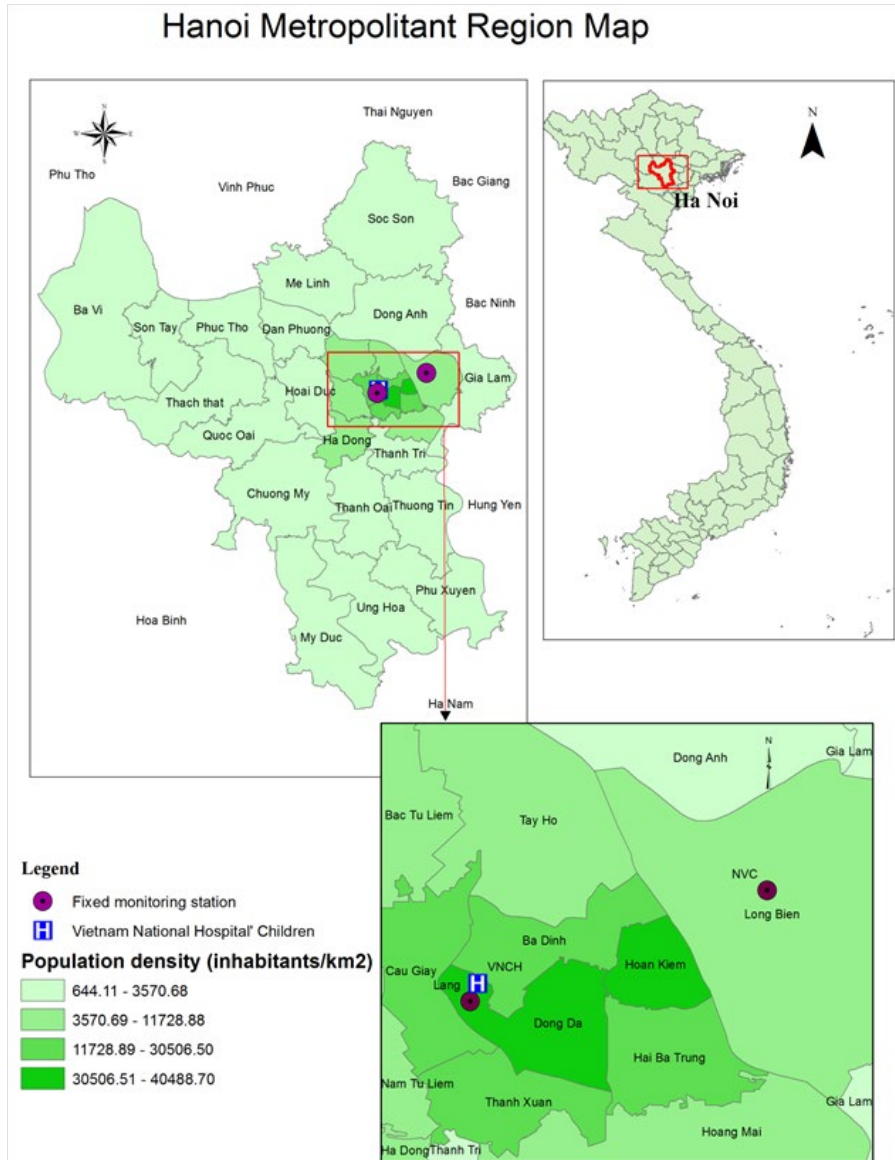 Hanoi Metropolitant Region Map
N
W
E
S
Thai Nguyen
Phu Tho
Vinh Phuc
Bac Giang
Soc Son
Me Linh
Ba Vi
Bac Ninh
Dong Anh
Son Tay
Phuc Tho
Dan Phuong
Gia Lam
Hoai Duc
H
Thach that
Quoc Oai
Ha Dong
Thanh Tri
Chuong My
Thanh Oai
Thuong Tin
Hung Yen
Phu Xuyen
Ung Hoa
Hoa Binh
My Duc
Ha Nam
N
Ha Noi
N
Dong Anh
Gia Lam
Bac Tu Liem
Tay Ho
NVC
Long Bien
Ba Dinh
Hoan Kiem
Cau Giay
VNCH
Lang
H
Dong Da
Hai Ba Trung
Nam Tu Liem
Thanh Xuan
Gia Lam
Hoang Mai
Ha Dong
Thanh Tri
Legend
Fixed monitoring station
H
Vietnam National Hospital' Children
Population density (inhabitants/km2)
644.11 - 3570.68
3570.69 - 11728.88
11728.89 - 30506.50
30506.51 - 40488.70